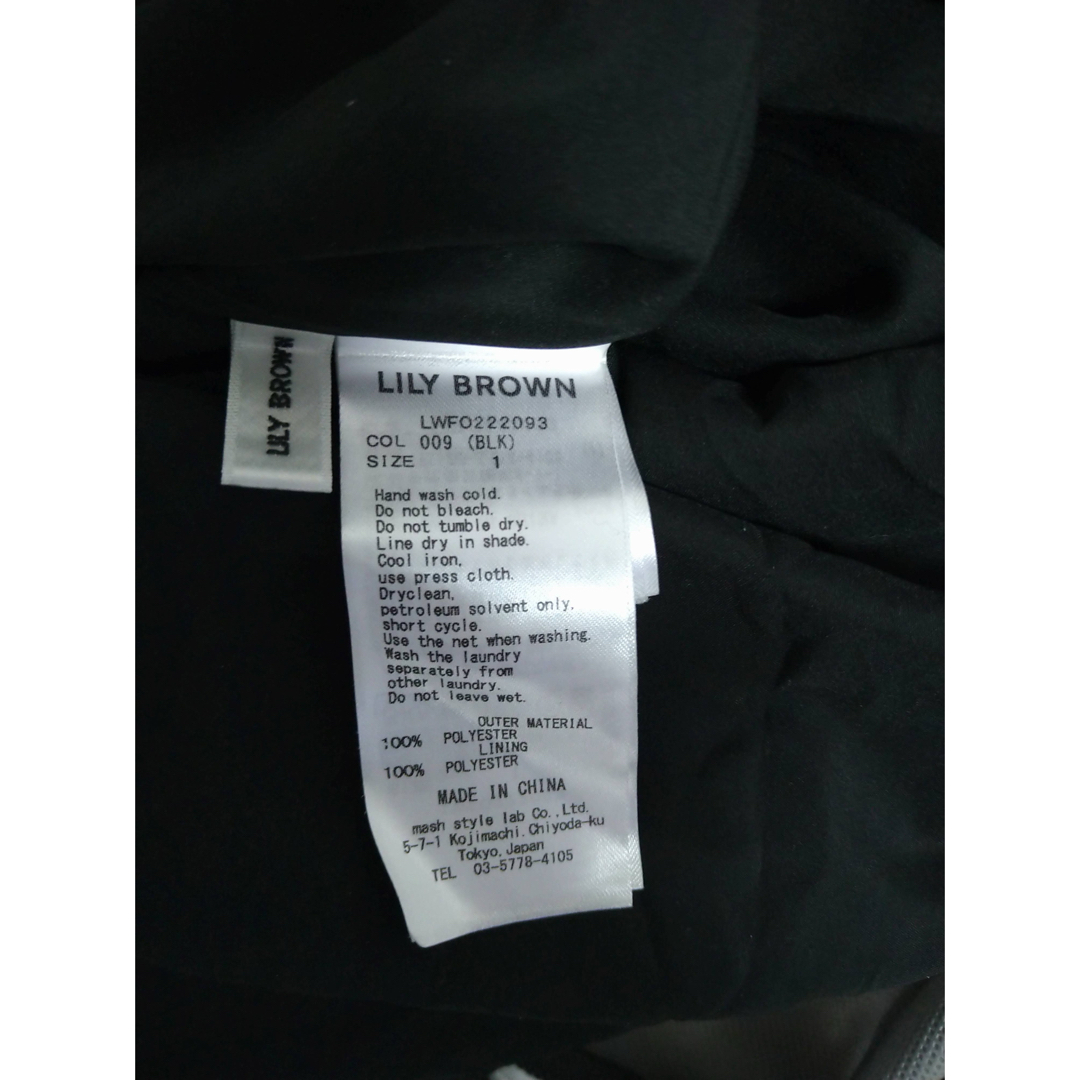 LILY BROWN
LILY BROWN
LWFO222093
COL 009 (BLK)
SIZE 1
Hand wash cold.
Do not bleach.
Do not tumble dry.
Line dry in shade.
Cool iron,
use press cloth.
Dryclean,
petroleum solvent only,
short cycle.
Use the net when washing.
Wash the laundry
separately from
other laundry.
Do not leave wet.
OUTER MATERIAL
100% POLYESTER
LINING
100% POLYESTER
MADE IN CHINA
mash style lab Co.,Ltd.
5-7-1 Kojimachi,Chiyoda-ku
Tokyo,Japan
TEL 03-5778-4105